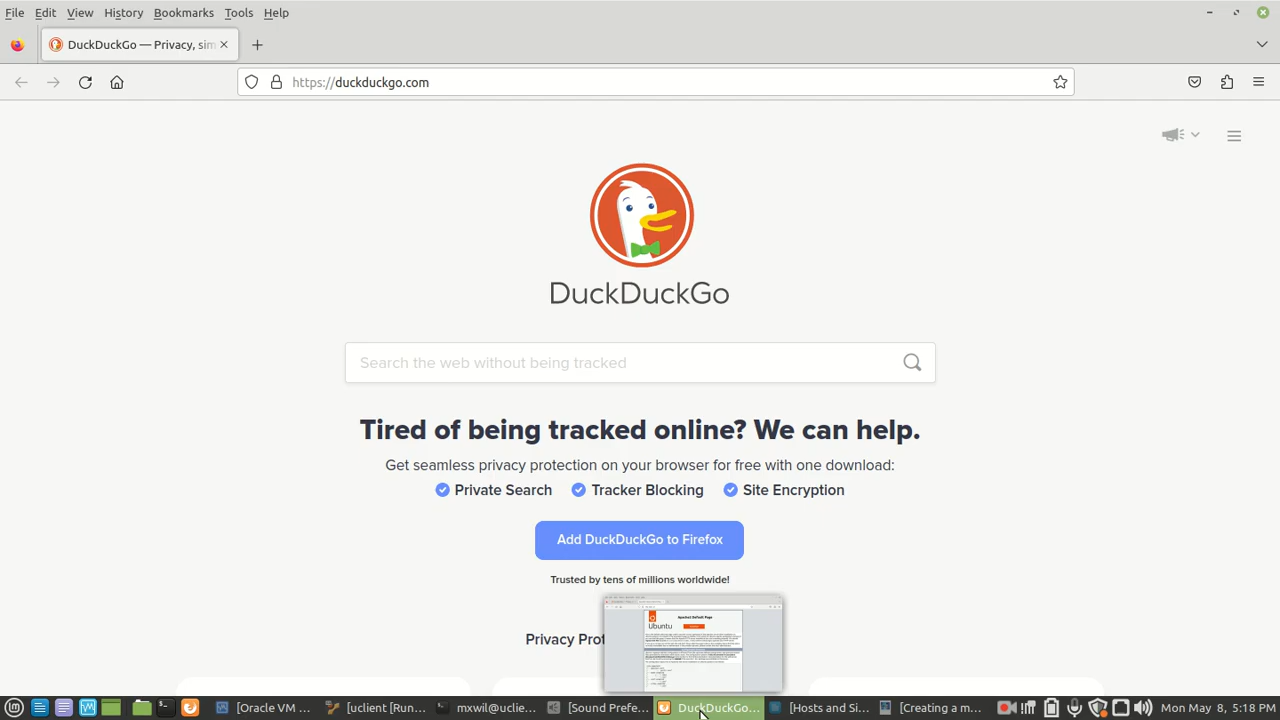 File Edit View History Bookmarks Tools Help
DuckDuckGo — Privacy, sim
https://duckduckgo.com
DuckDuckGo
Search the web without being tracked
Tired of being tracked online? We can help.
Get seamless privacy protection on your browser for free with one download:
Private Search Tracker Blocking Site Encryption
Add DuckDuckGo to Firefox
Trusted by tens of millions worldwide!
Privacy Prot
Apache2 Default Page
Ubuntu
[Oracle VM ... [uclient [Run... mxwil@uclie... [Sound Prefe... DuckDuckGo... [Hosts and Si... [Creating a m... Mon May 8, 5:18 PM